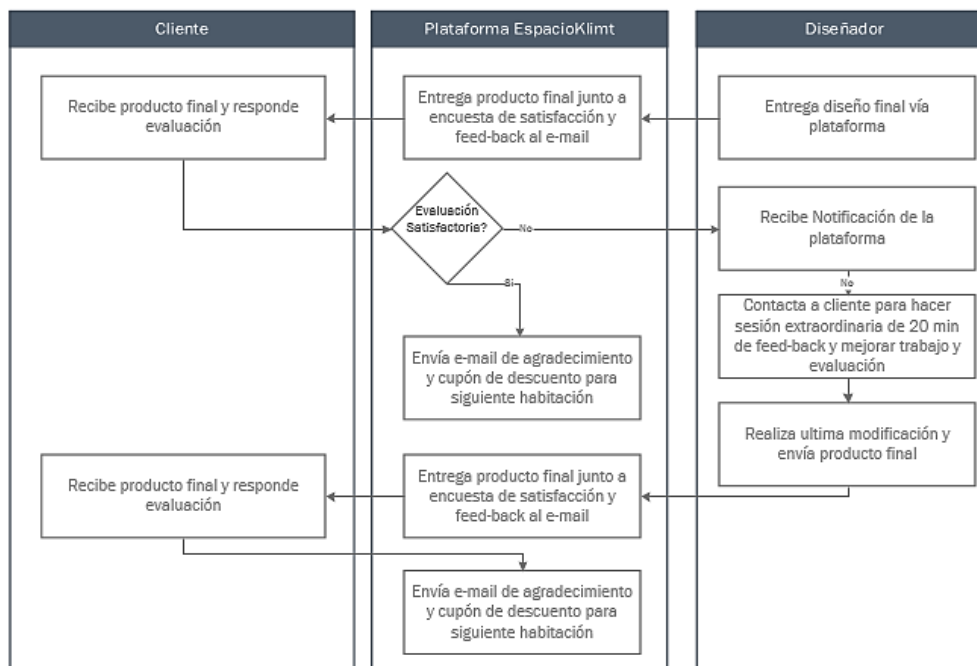 Cliente
Plataforma EspacioKlimt
Diseñador
Recibe producto final y responde
evaluación
Entrega producto final junto a
encuesta de satisfacción y
feed-back al e-mail
Entrega diseño final vía
plataforma
Evaluación
Satisfactoria?
No
Recibe Notificación de la
plataforma
Si
No
Contacta a cliente para hacer
sesión extraordinaria de 20 min
de feed-back y mejorar trabajo y
evaluación
Envía e-mail de agradecimiento
y cupón de descuento para
siguiente habitación
Realiza ultima modificación y
envía producto final
Recibe producto final y responde
evaluación
Entrega producto final junto a
encuesta de satisfacción y
feed-back al e-mail
Envía e-mail de agradecimiento
y cupón de descuento para
siguiente habitación